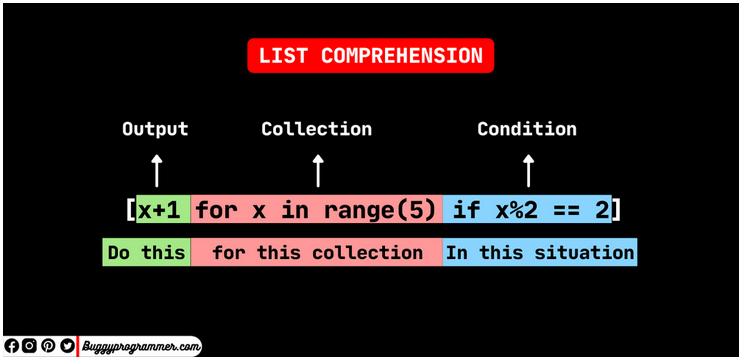 LIST COMPREHENSION
Output Collection Condition
[x+1 for x in range(5) if x%2 == 2]
Do this for this collection In this situation
Buggyprogrammer.com